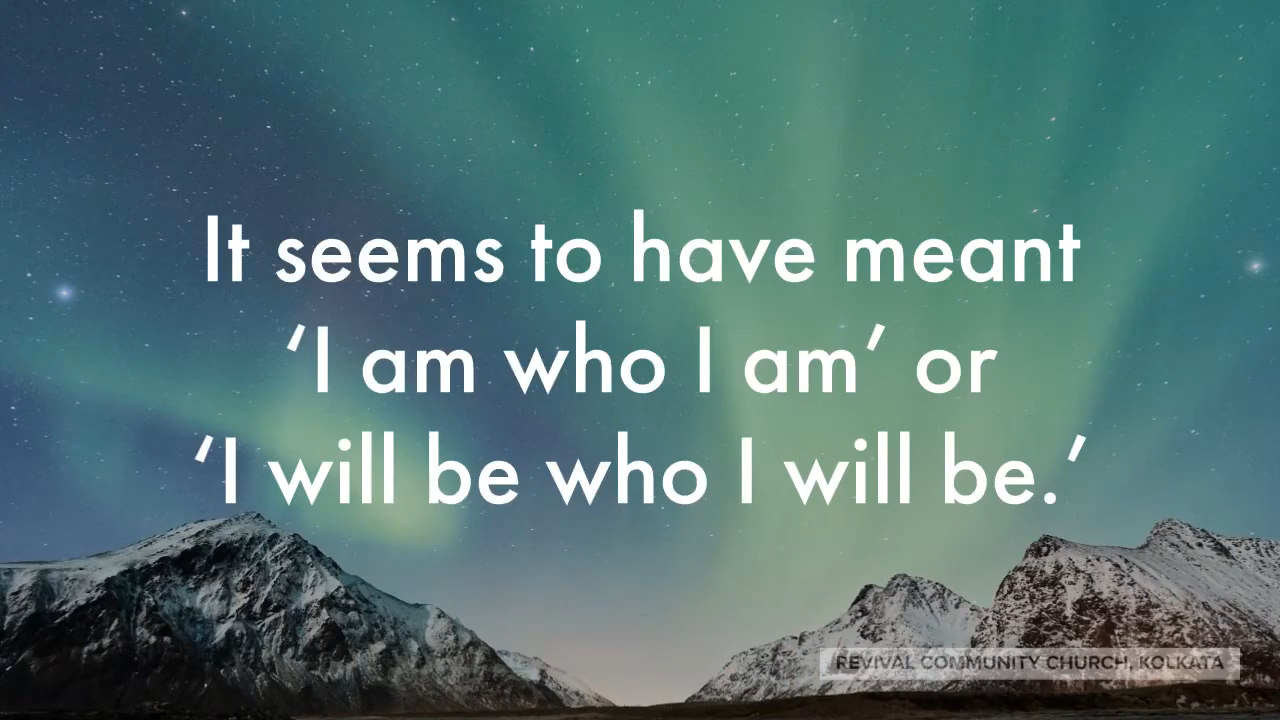 It seems to have meant
‘I am who I am’ or
‘I will be who I will be.’
REVIVAL COMMUNITY CHURCH, KOLKATA